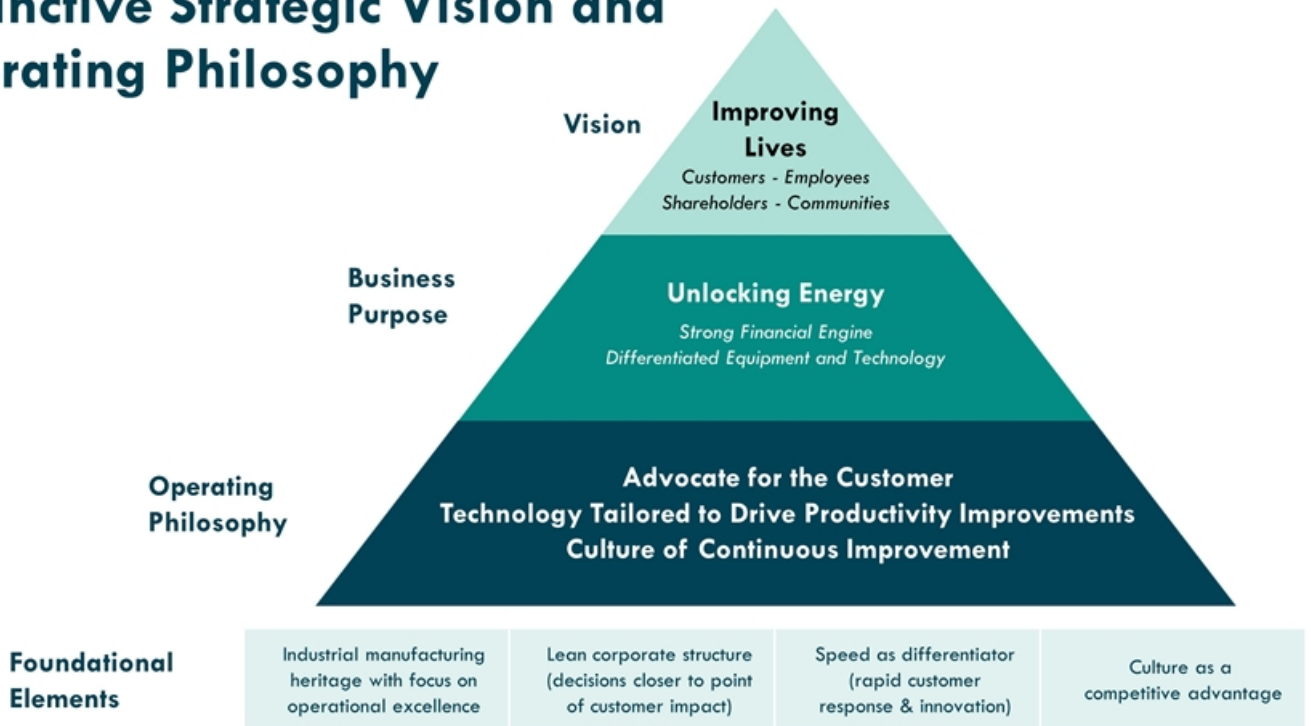 Strategic Vision and
Philosophy
Vision
Improving
Lives
Customers - Employees
Shareholders - Communities
Business
Purpose
Unlocking Energy
Strong Financial Engine
Differentiated Equipment and Technology
Operating
Philosophy
Advocate for the Customer
Technology Tailored to Drive Productivity Improvements
Culture of Continuous Improvement
Foundational
Elements
Industrial manufacturing
heritage with focus on
operational excellence
Lean corporate structure
(decisions closer to point
of customer impact)
Speed as differentiator
(rapid customer
response & innovation)
Culture as a
competitive advantage